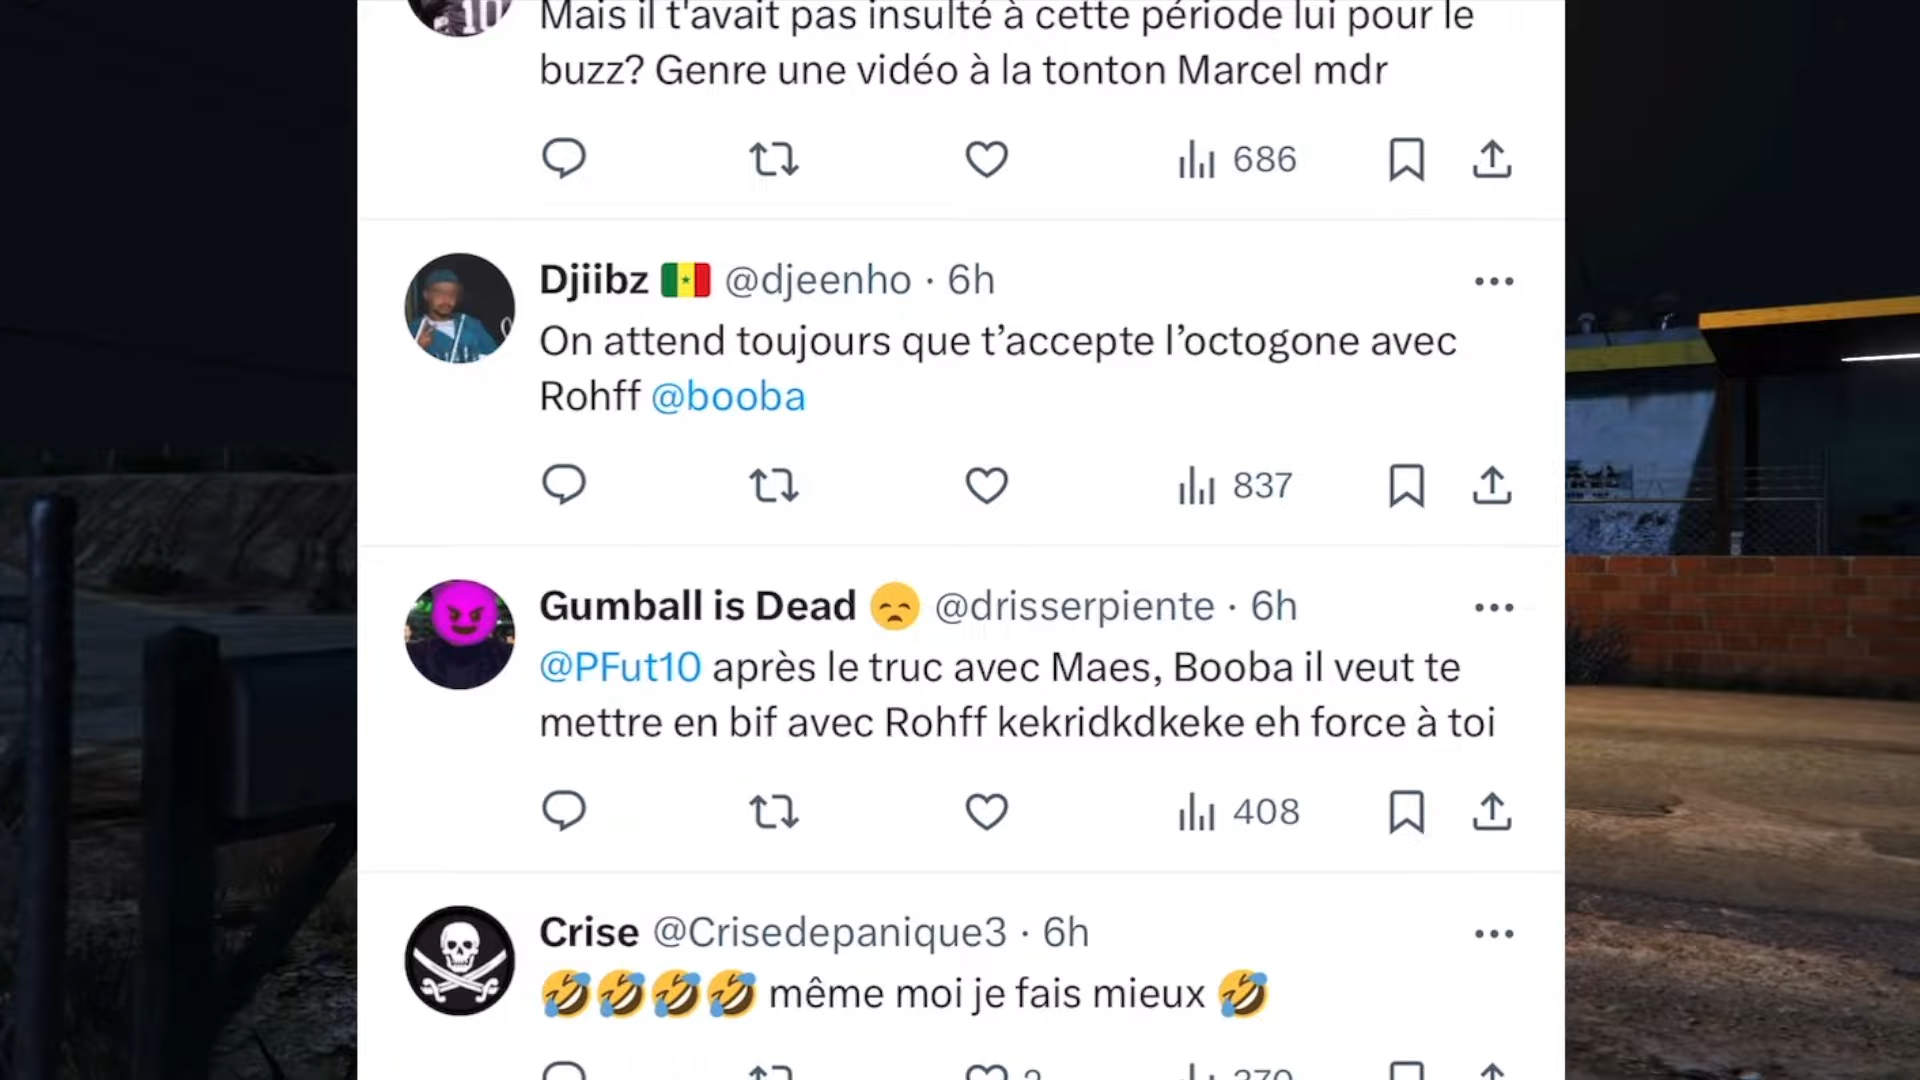 Mais il t'avait pas insulté à cette période lui pour le
buzz? Genre une vidéo à la tonton Marcel mdr
686
Djiibz 🇸🇳 @djeenho · 6h
On attend toujours que t’accepte l’octogone avec
Rohff @booba
837
Gumball is Dead 😞 @drisserpiente · 6h
@PFut10 après le truc avec Maes, Booba il veut te
mettre en bif avec Rohff kekridkdkeke eh force à toi
408
Crise @Crisedepanique3 · 6h
🤣🤣🤣🤣 même moi je fais mieux 🤣
2 370